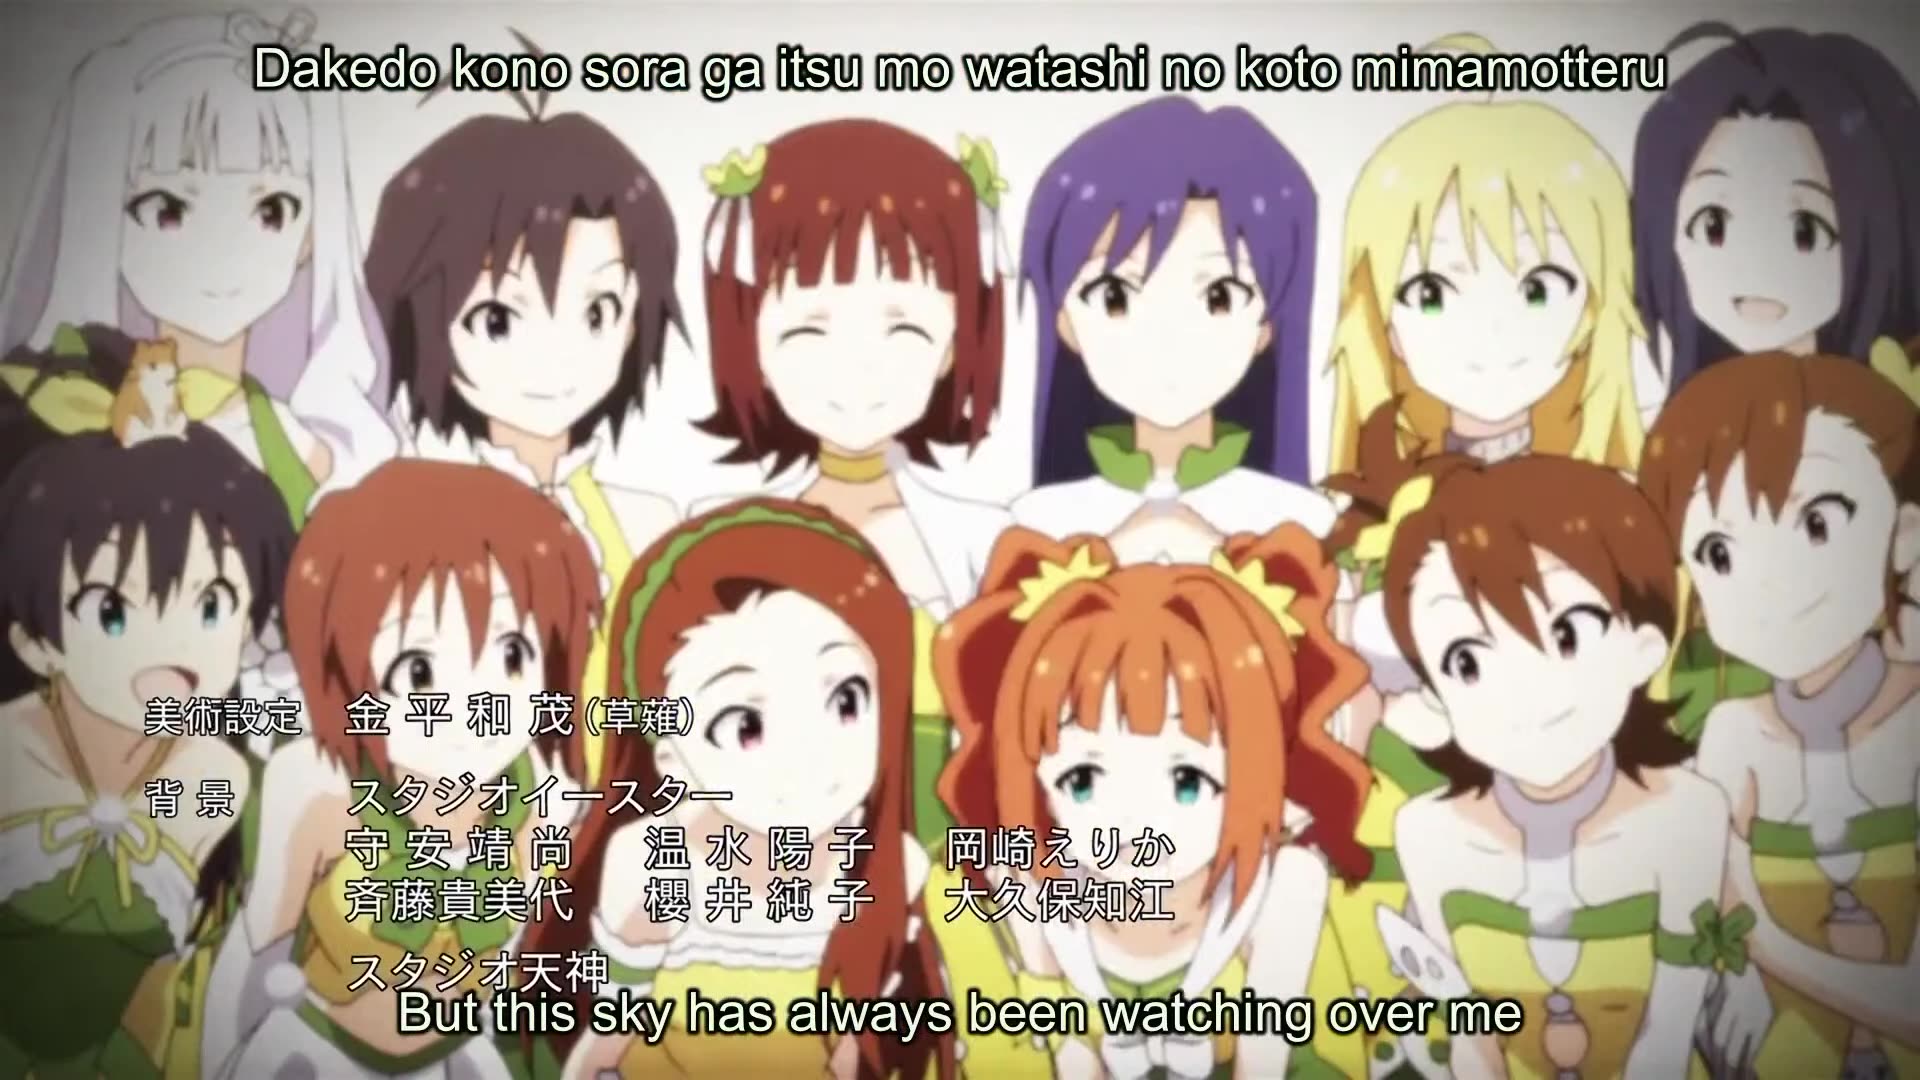 Dakedo kono sora ga itsu mo watashi no koto mimamotteru
美術設定 金平和茂(草薙)
背景 スタジオイースター
守安靖尚 温水陽子 岡崎えりか
斉藤貴美代 櫻井純子 大久保知江
スタジオ天神
But this sky has always been watching over me